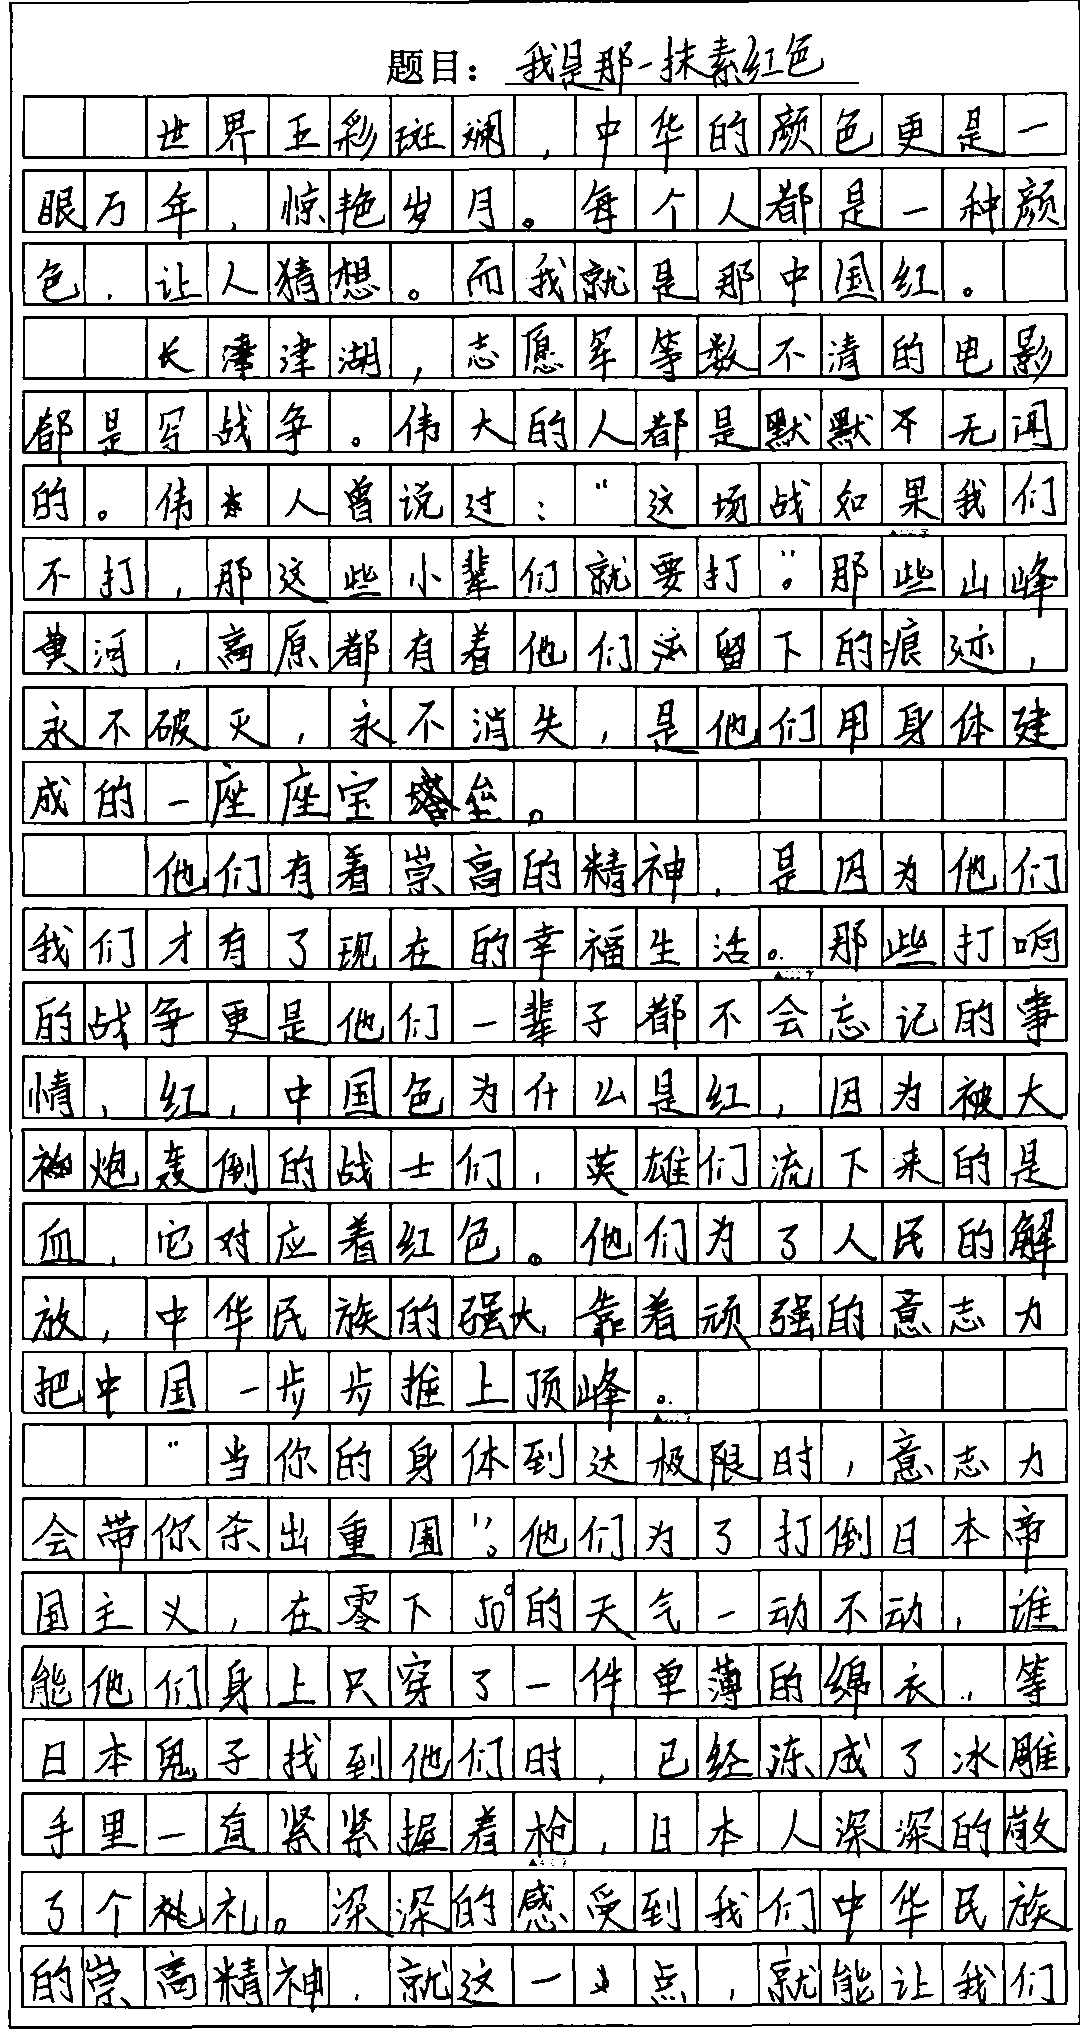 题目：我是那一抹素红色
世界五彩斑斓，中华的颜色更是一
眼万年，惊艳岁月。每个人都是一种颜
色，让人猜想。而我就是那中国红。
长津湖，志愿军等数不清的电影
都是写战争。伟大的人都是默默不无闻
的。伟人曾说过：“这场战如果我们
不打，那这些小辈们就要打”。那些山峰
黄河，高原都有着他们留下的痕迹，
永不破灭，永不消失，是他们用身体建
成的一座座宝垒。
他们有着崇高的精神，是因为他们
我们才有了现在的幸福生活。那些打响
的战争更是他们一辈子都不会忘记的事
情，红，中国色为什么是红，因为被大
炮轰倒的战士们，英雄们流下来的是
血，它对应着红色。他们为了人民的解
放，中华民族的强大，靠着顽强的意志力
把中国一步步推上顶峰。
“当你的身体到达极限时，意志力
会带你杀出重围”。他们为了打倒日本帝
国主义，在零下50°的天气一动不动，谁
能他们身上只穿了一件单薄的绵衣，等
日本鬼子找到他们时，已经冻成了冰雕
手里一直紧紧握着枪，日本人深深的敬
了个礼。深深的感受到我们中华民族
的崇高精神，就这一点，就能让我们